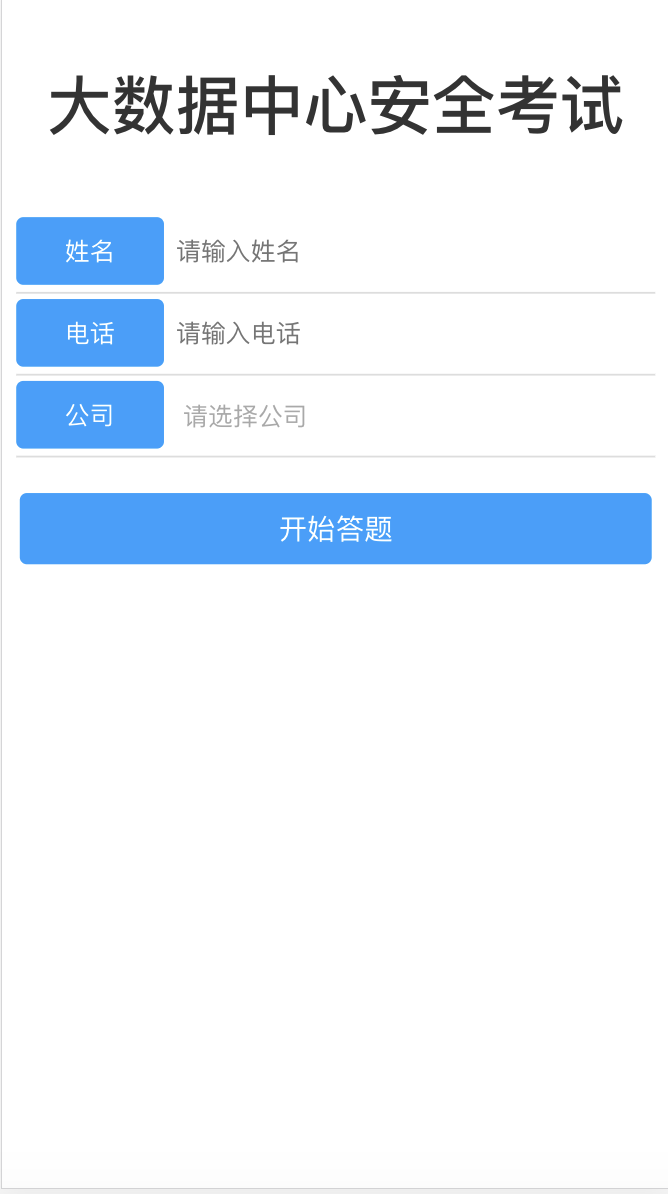 大数据中心安全考试
姓名 请输入姓名
电话 请输入电话
公司 请选择公司
开始答题